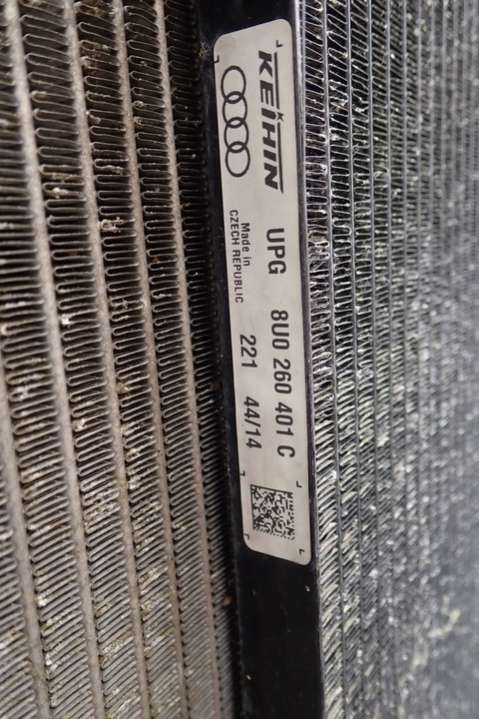 KEIHIN
UPG 8U0 260 401 C
Made in
CZECH REPUBLIC
221 44/14